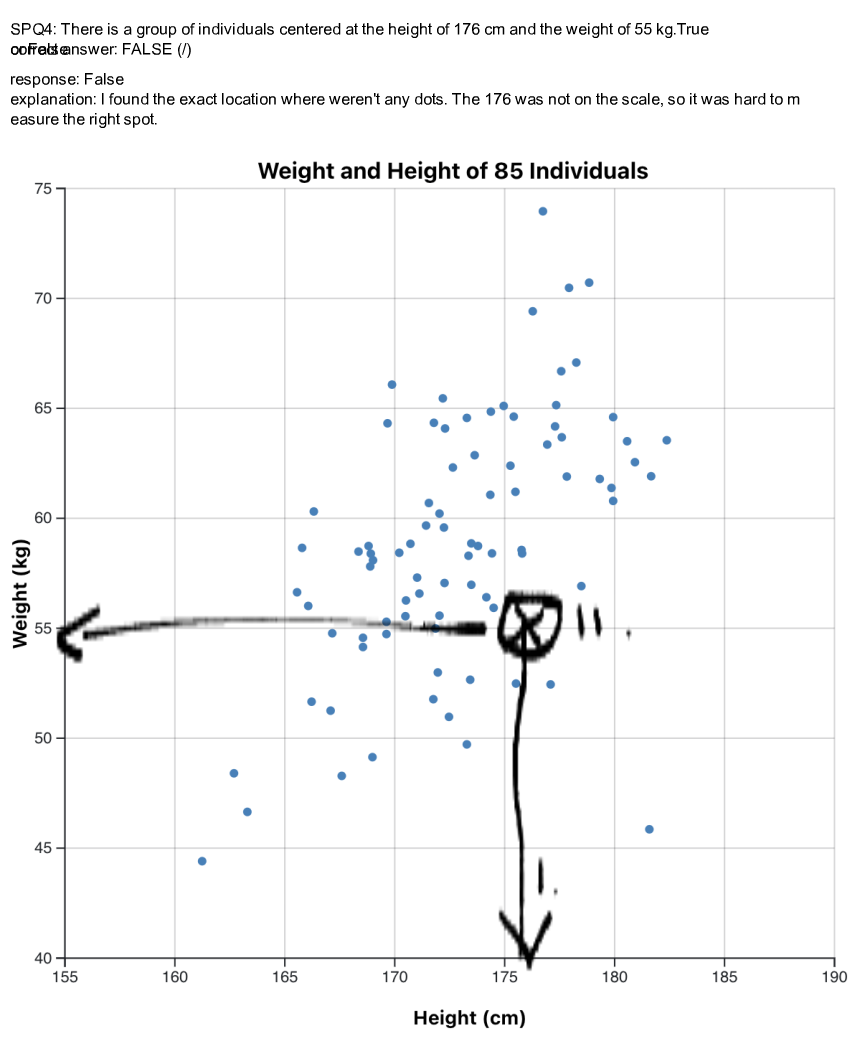 SPQ4: There is a group of individuals centered at the height of 176 cm and the weight of 55 kg.True
or False
correct answer: FALSE (/)
response: False
explanation: I found the exact location where weren't any dots. The 176 was not on the scale, so it was hard to m
easure the right spot.
Weight and Height of 85 Individuals
75
70
65
60
55
50
45
40
Weight (kg)
155 160 165 170 175 180 185 190
Height (cm)